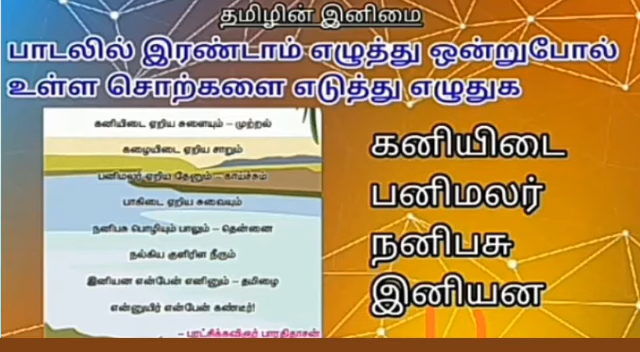 தமிழின் இனிமை
பாடலில் இரண்டாம் எழுத்து ஒன்றுபோல்
உள்ள சொற்களை எடுத்து எழுதுக
கனியிடை ஏறிய சுளையும் – முற்றல்
கழையிடை ஏறிய சாறும்
பனிமலர் ஏறிய தேனும் – காய்ச்சும்
பாகிடை ஏறிய சுவையும்
நனிபசு பொழியும் பாலும் – தென்னை
நல்கிய குளிரிள நீரும்
இனியன என்பேன் எனினும் – தமிழை
என்னுயிர் என்பேன் கண்டீர்!
– பாரதிதாசன்
கனியிடை
பனிமலர்
நனிபசு
இனியன